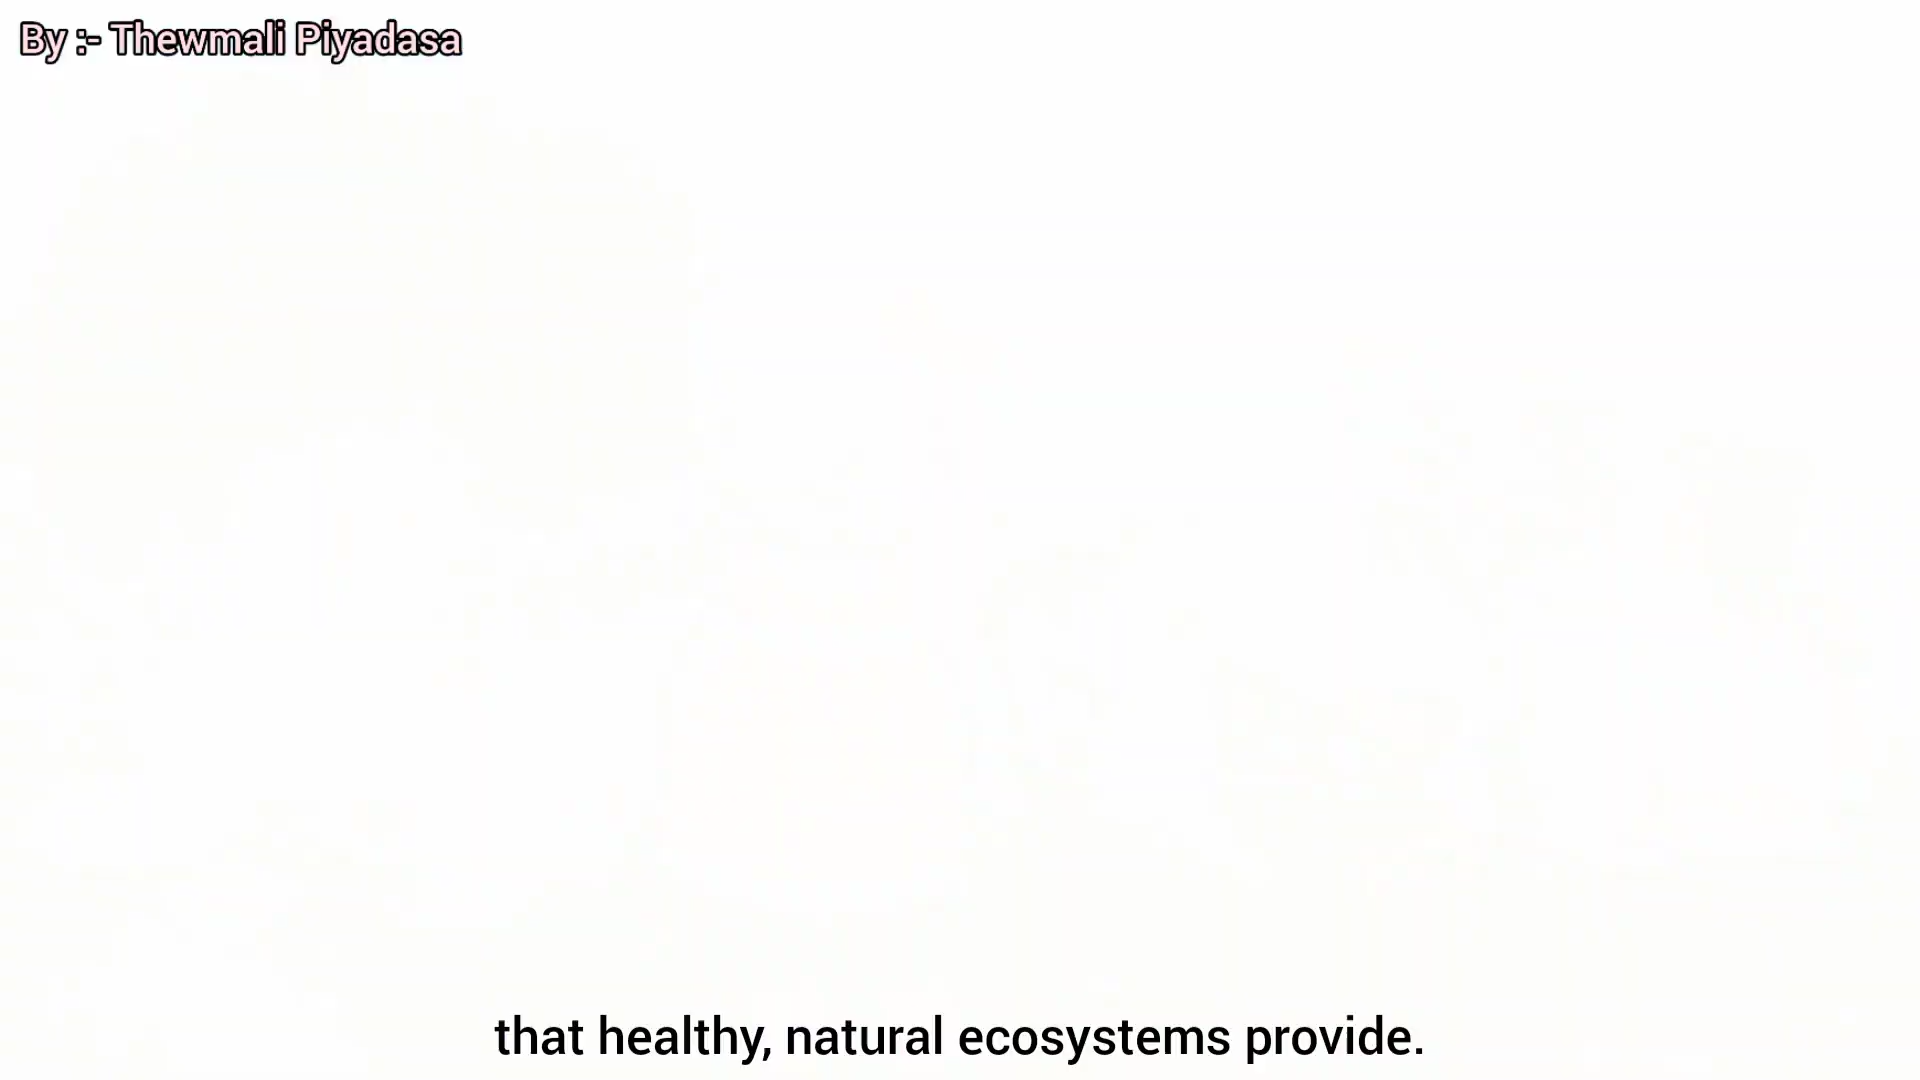 By :- Thewmali Piyadasa
that healthy, natural ecosystems provide.